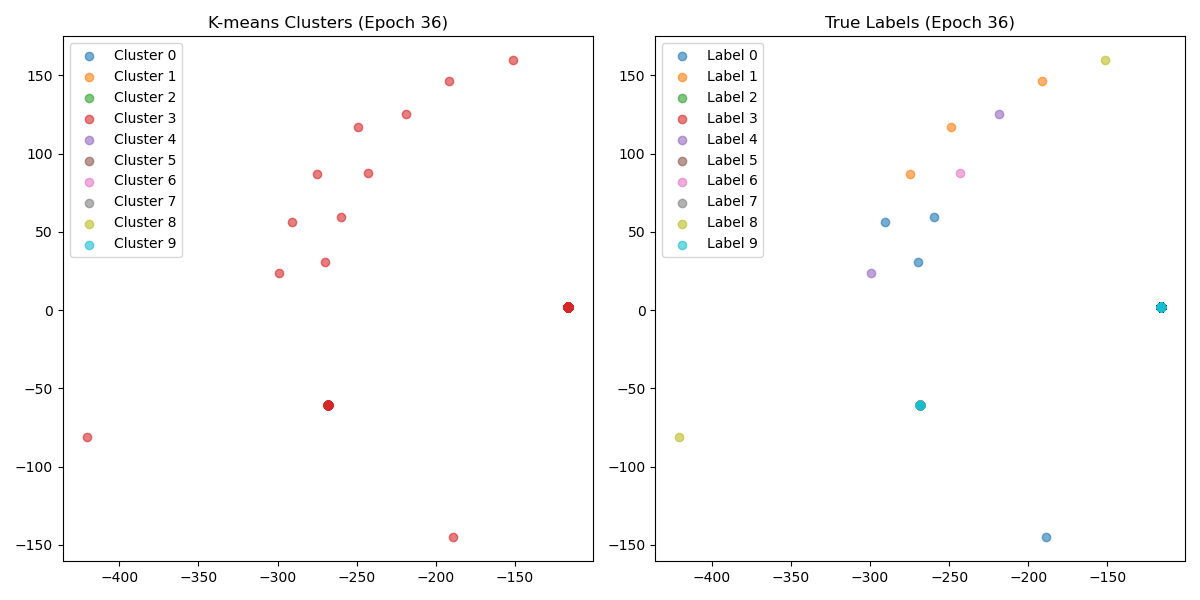 K-means Clusters (Epoch 36)
Cluster 0
Cluster 1
Cluster 2
Cluster 3
Cluster 4
Cluster 5
Cluster 6
Cluster 7
Cluster 8
Cluster 9
150
100
50
0
−50
−100
−150
−400 −350 −300 −250 −200 −150
True Labels (Epoch 36)
Label 0
Label 1
Label 2
Label 3
Label 4
Label 5
Label 6
Label 7
Label 8
Label 9
150
100
50
0
−50
−100
−150
−400 −350 −300 −250 −200 −150